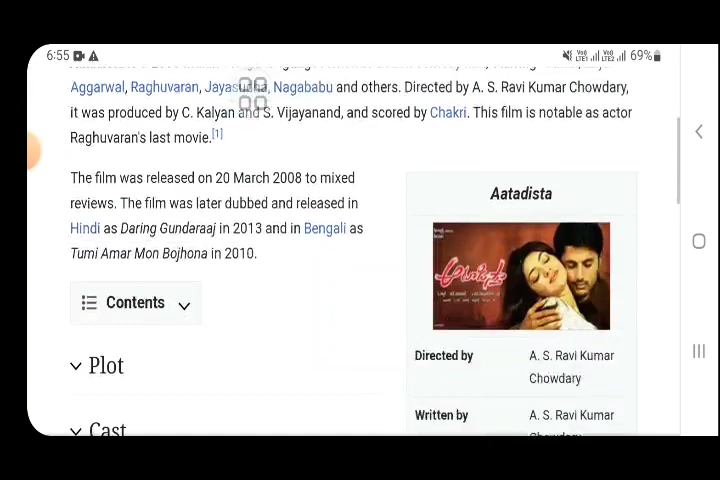 6:55
69%
Aggarwal, Raghuvaran, Jayasudha, Nagababu and others. Directed by A. S. Ravi Kumar Chowdary,
it was produced by C. Kalyan and S. Vijayanand, and scored by Chakri. This film is notable as actor
Raghuvaran's last movie.[1]
The film was released on 20 March 2008 to mixed
reviews. The film was later dubbed and released in
Hindi as Daring Gundaraaj in 2013 and in Bengali as
Tumi Amar Mon Bojhona in 2010.
Contents
Plot
Cast
Aatadista
Directed by
A. S. Ravi Kumar
Chowdary
Written by
A. S. Ravi Kumar
Chowdary